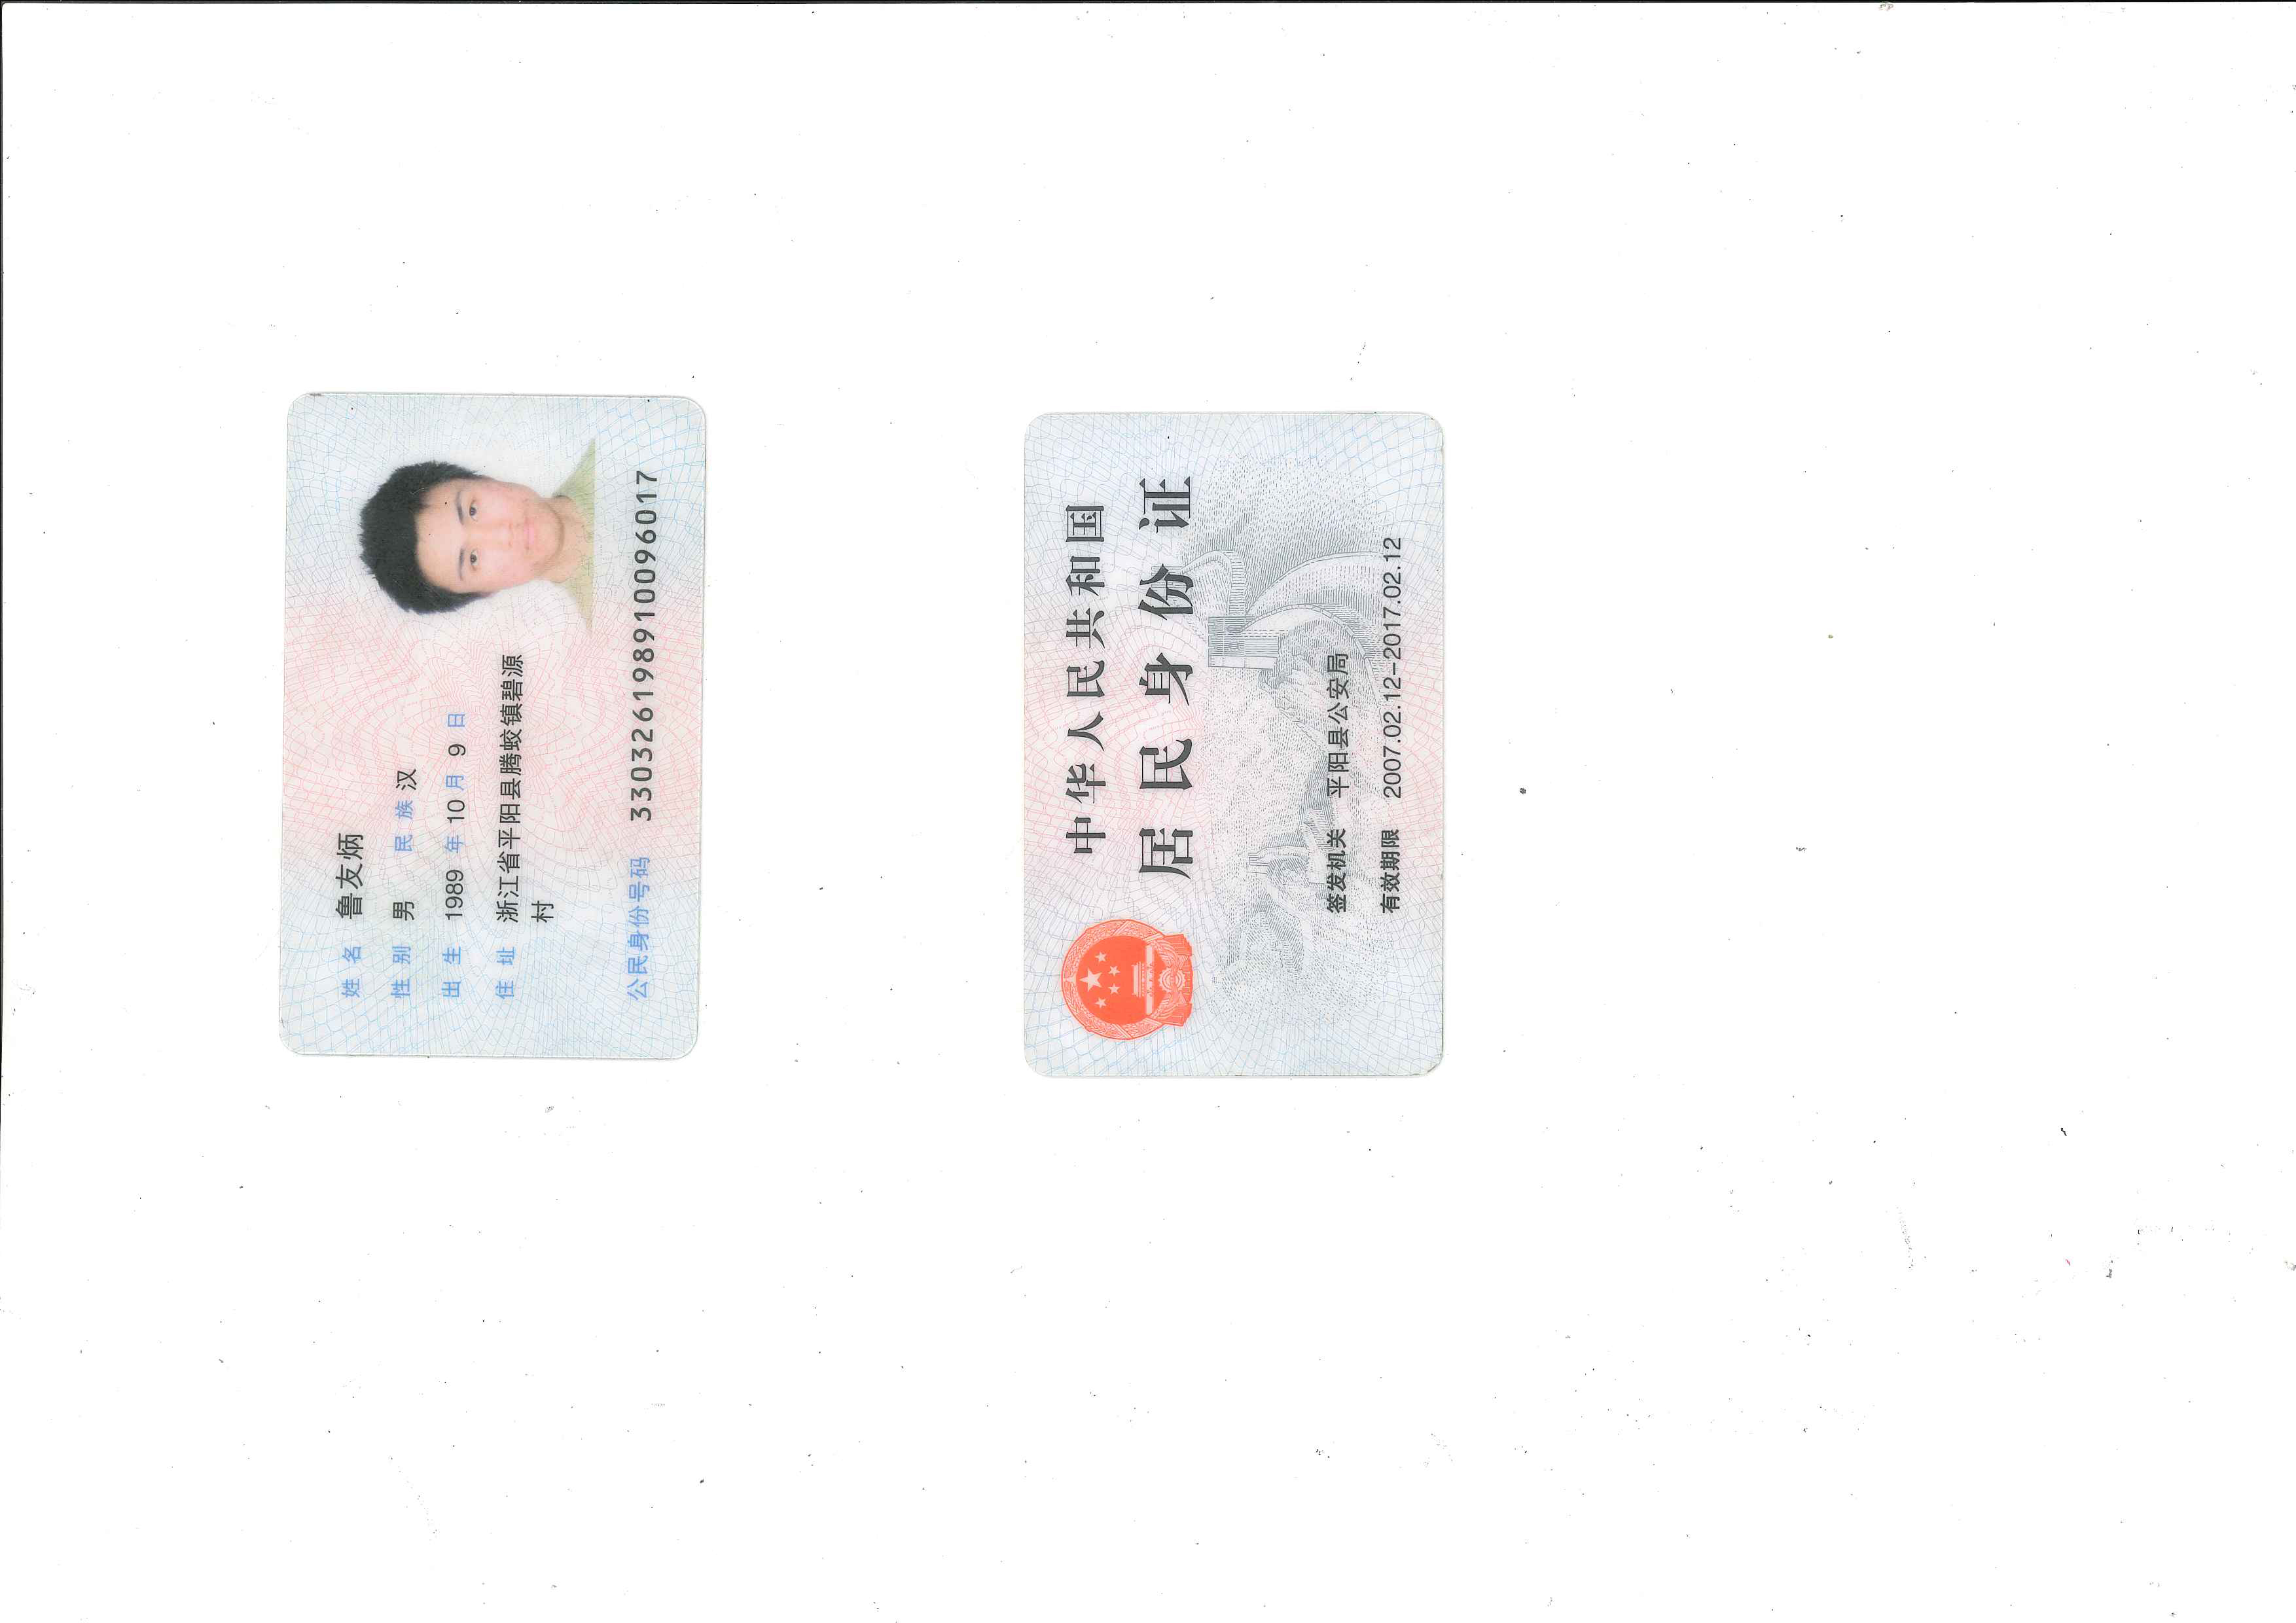 姓名 鲁友炳
性别 男 民族 汉
出生 1989 年 10 月 9 日
住址 浙江省平阳县腾蛟镇碧源
村
公民身份号码 330326198910096017
中华人民共和国
居民身份证
签发机关 平阳县公安局
有效期限 2007.02.12-2017.02.12